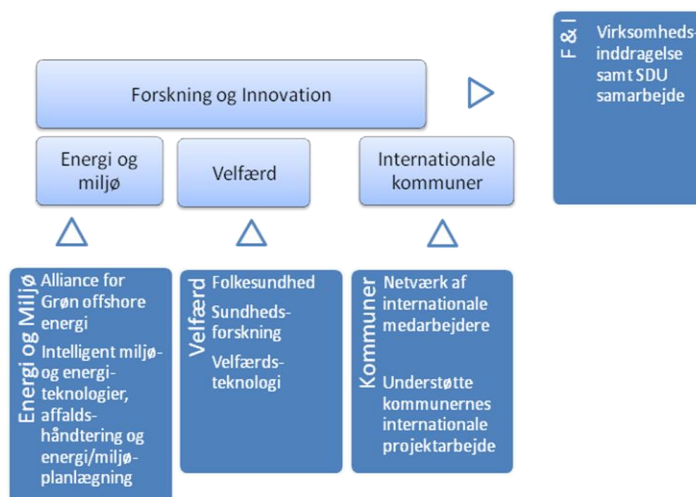 Forskning og Innovation
F & I
Virksomheds-
inddragelse
samt SDU
samarbejde
Energi og
miljø
Velfærd
Internationale
kommuner
Energi og Miljø
Alliance for
Grøn offshore
energi
Intelligent miljø-
og energi-
teknologier,
affalds-
håndtering og
energi/miljø-
planlægning
Velfærd
Folkesundhed
Sundheds-
forskning
Velfærds-
teknologi
Kommuner
Netværk af
internationale
medarbejdere
Understøtte
kommunernes
internationale
projektarbejde